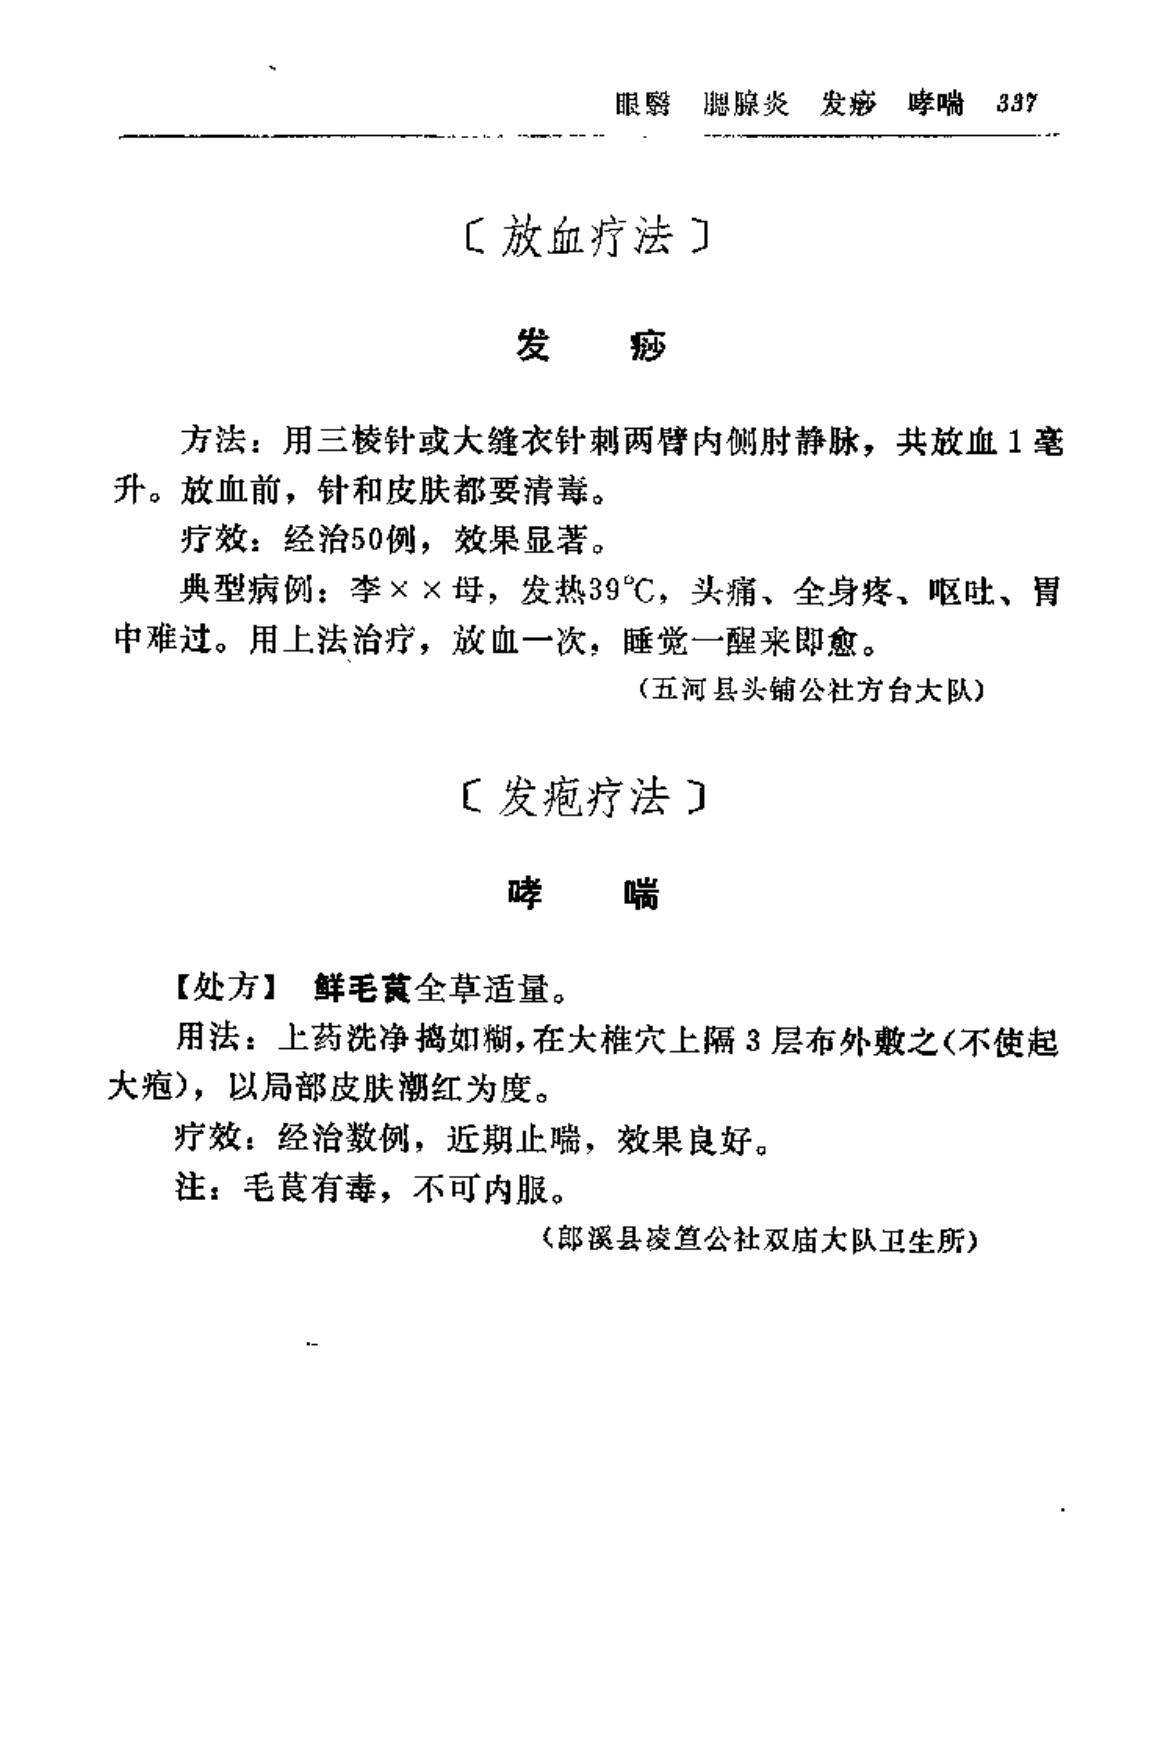 眼翳 腮腺炎 发痧 哮喘 337
〔放血疗法〕
发 痧
方法：用三棱针或大缝衣针刺两臂内侧肘静脉，共放血1毫
升。放血前，针和皮肤都要清毒。
疗效：经治50例，效果显著。
典型病例：李××母，发热39℃，头痛、全身疼、呕吐、胃
中难过。用上法治疗，放血一次，睡觉一醒来即愈。
（五河县头铺公社方台大队）
〔发疱疗法〕
哮 喘
【处方】 鲜毛茛全草适量。
用法：上药洗净捣如糊，在大椎穴上隔3层布外敷之（不使起
大疱），以局部皮肤潮红为度。
疗效：经治数例，近期止喘，效果良好。
注：毛茛有毒，不可内服。
（郎溪县凌笪公社双庙大队卫生所）